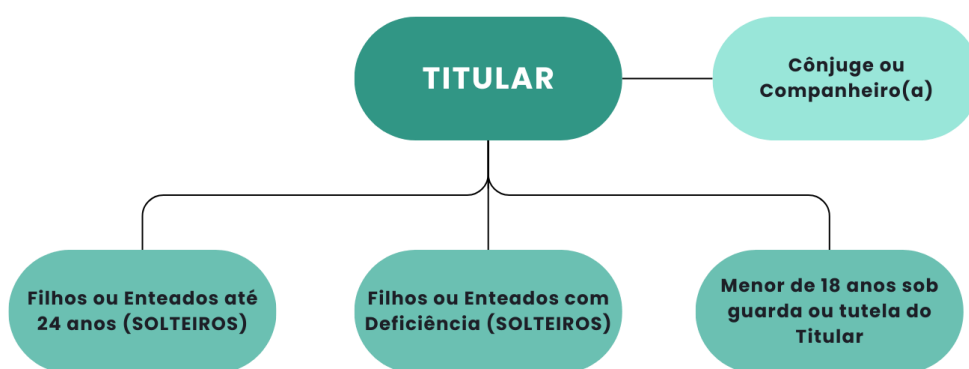 TITULAR
Cônjuge ou
Companheiro(a)
Filhos ou Enteados até
24 anos (SOLTEIROS)
Filhos ou Enteados com
Deficiência (SOLTEIROS)
Menor de 18 anos sob
guarda ou tutela do
Titular